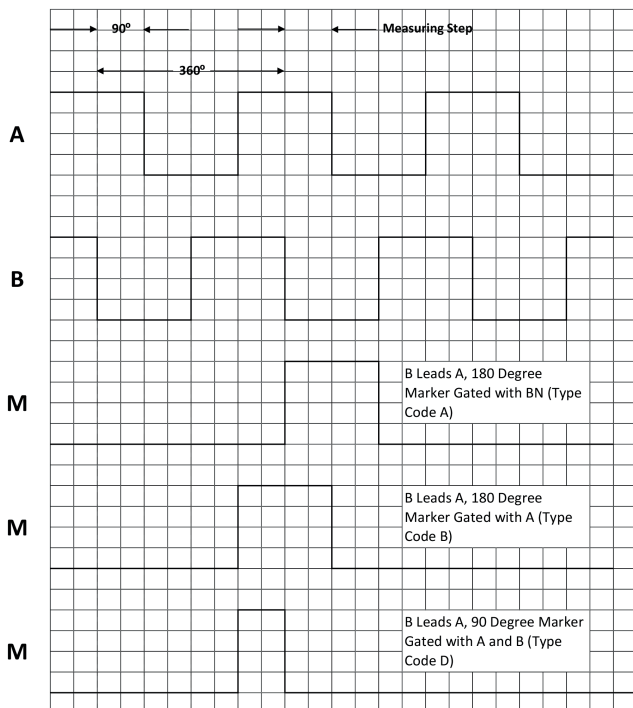 90° Measuring Step
360°
A
B
M
B Leads A, 180 Degree
Marker Gated with BN (Type
Code A)
M
B Leads A, 180 Degree
Marker Gated with A (Type
Code B)
M
B Leads A, 90 Degree Marker
Gated with A and B (Type
Code D)